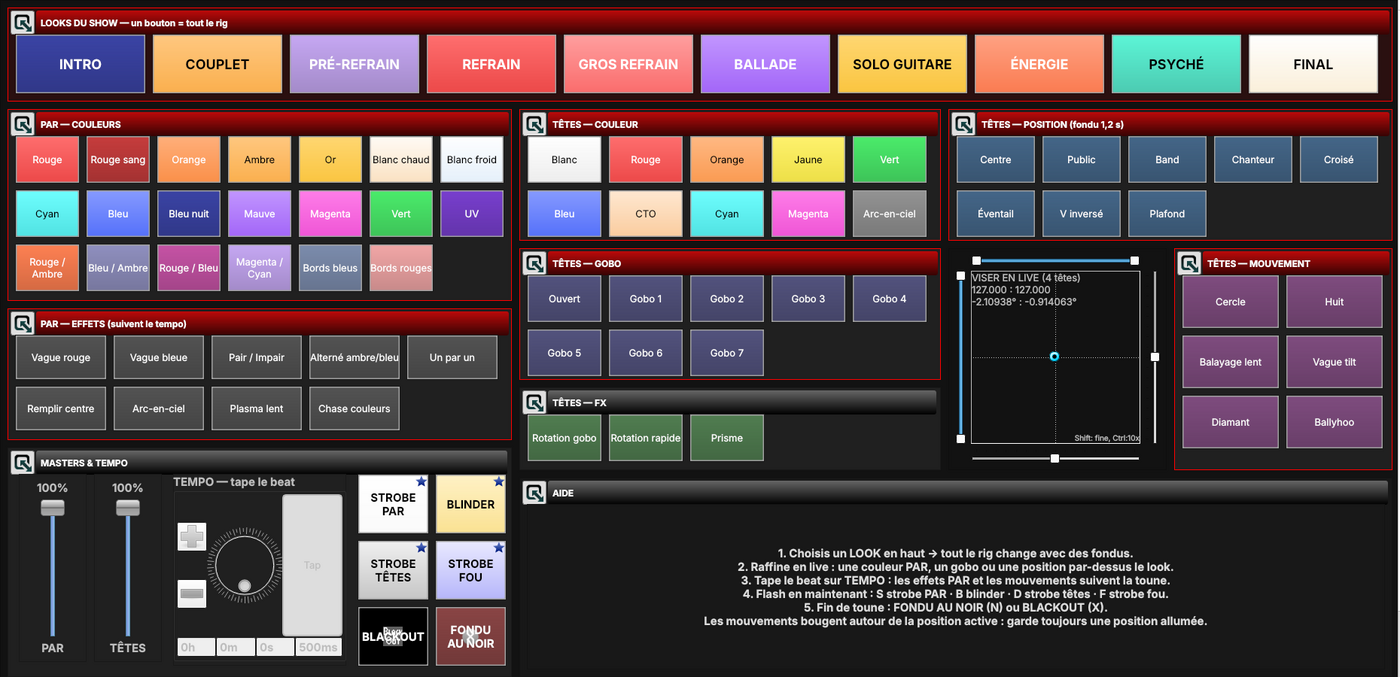 LOOKS DU SHOW — un bouton = tout le rig
INTRO
COUPLET
PRÉ-REFRAIN
REFRAIN
GROS REFRAIN
BALLADE
SOLO GUITARE
ÉNERGIE
PSYCHÉ
FINAL
PAR — COULEURS
Rouge
Rouge sang
Orange
Ambre
Or
Blanc chaud
Blanc froid
Cyan
Bleu
Bleu nuit
Mauve
Magenta
Vert
UV
Rouge /
Ambre
Bleu / Ambre
Rouge / Bleu
Magenta /
Cyan
Bords bleus
Bords rouges
PAR — EFFETS (suivent le tempo)
Vague rouge
Vague bleue
Pair / Impair
Alterné ambre/bleu
Un par un
Remplir centre
Arc-en-ciel
Plasma lent
Chase couleurs
MASTERS & TEMPO
100%
PAR
100%
TÊTES
TEMPO — tape le beat
Tap
0h
0m
0s
500ms
STROBE
PAR
BLINDER
STROBE
TÊTES
STROBE
FOU
BLACKOUT
FONDU
AU NOIR
TÊTES — COULEUR
Blanc
Rouge
Orange
Jaune
Vert
Bleu
CTO
Cyan
Magenta
Arc-en-ciel
TÊTES — GOBO
Ouvert
Gobo 1
Gobo 2
Gobo 3
Gobo 4
Gobo 5
Gobo 6
Gobo 7
TÊTES — FX
Rotation gobo
Rotation rapide
Prisme
TÊTES — POSITION (fondu 1,2 s)
Centre
Public
Band
Chanteur
Croisé
Éventail
V inversé
Plafond
VISER EN LIVE (4 têtes)
127.000 : 127.000
-2.10938° : -0.914063°
Shift: fine, Ctrl:10x
TÊTES — MOUVEMENT
Cercle
Huit
Balayage lent
Vague tilt
Diamant
Ballyhoo
AIDE
1. Choisis un LOOK en haut → tout le rig change avec des fondus.
2. Raffine en live : une couleur PAR, un gobo ou une position par-dessus le look.
3. Tape le beat sur TEMPO : les effets PAR et les mouvements suivent la toune.
4. Flash en maintenant : S strobe PAR · B blinder · D strobe têtes · F strobe fou.
5. Fin de toune : FONDU AU NOIR (N) ou BLACKOUT (X).
Les mouvements bougent autour de la position active : garde toujours une position allumée.